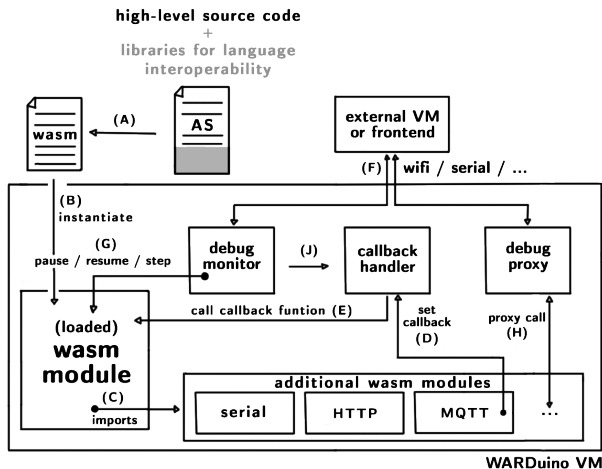 high-level source code
+
libraries for language
interoperability
wasm
(A)
AS
external VM
or frontend
(F)
wifi / serial / ...
(B)
instantiate
(G)
pause / resume / step
debug
monitor
(J)
callback
handler
debug
proxy
call callback funtion (E)
set
callback
(D)
proxy call
(H)
(loaded)
wasm
module
(C)
imports
additional wasm modules
serial
HTTP
MQTT
...
WARDuino VM